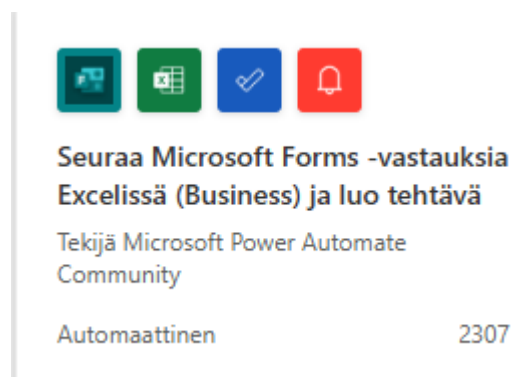 Seuraa Microsoft Forms -vastauksia
Excelissä (Business) ja luo tehtävä
Tekijä Microsoft Power Automate
Community
Automaattinen 2307